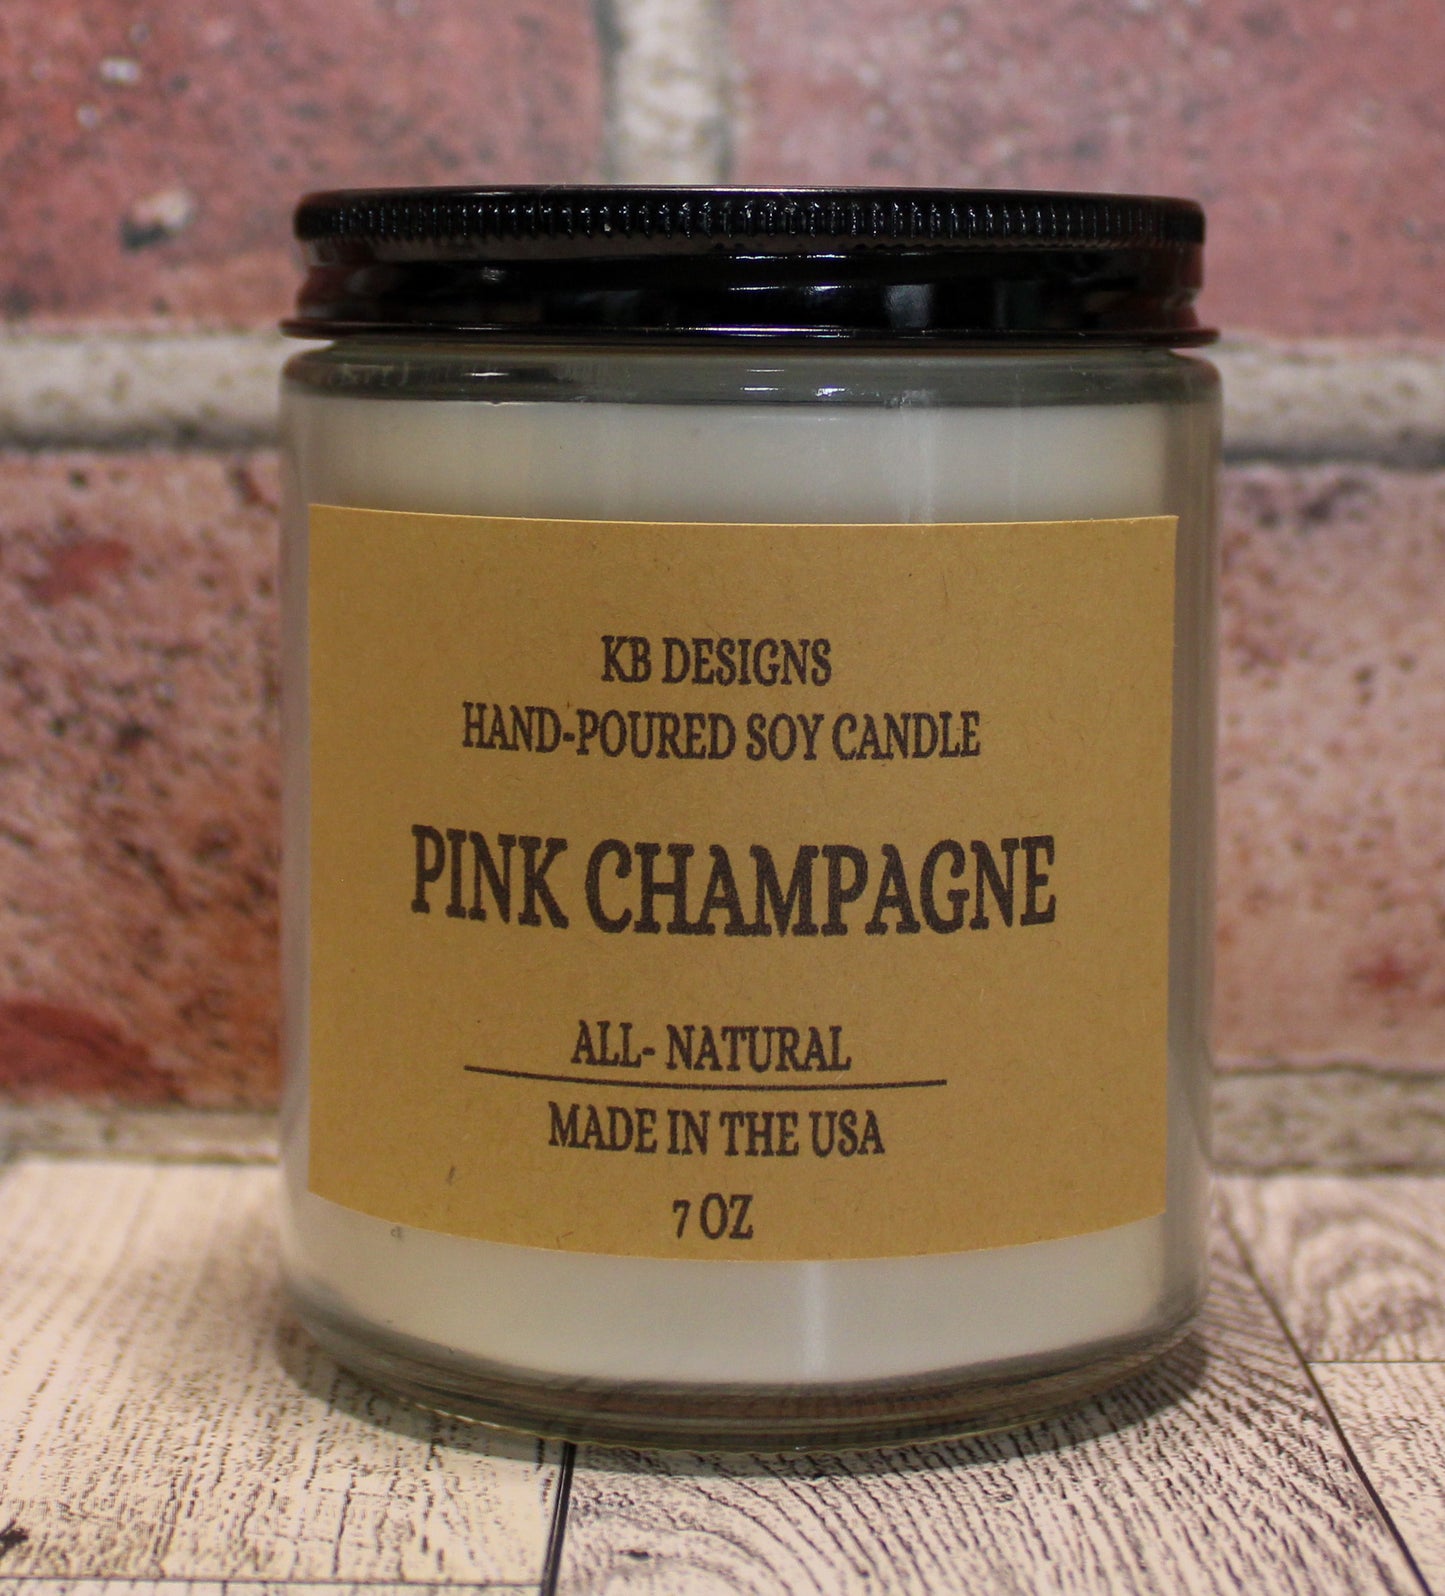 KB DESIGNS
HAND-POURED SOY CANDLE
PINK CHAMPAGNE
ALL- NATURAL
MADE IN THE USA
7 OZ